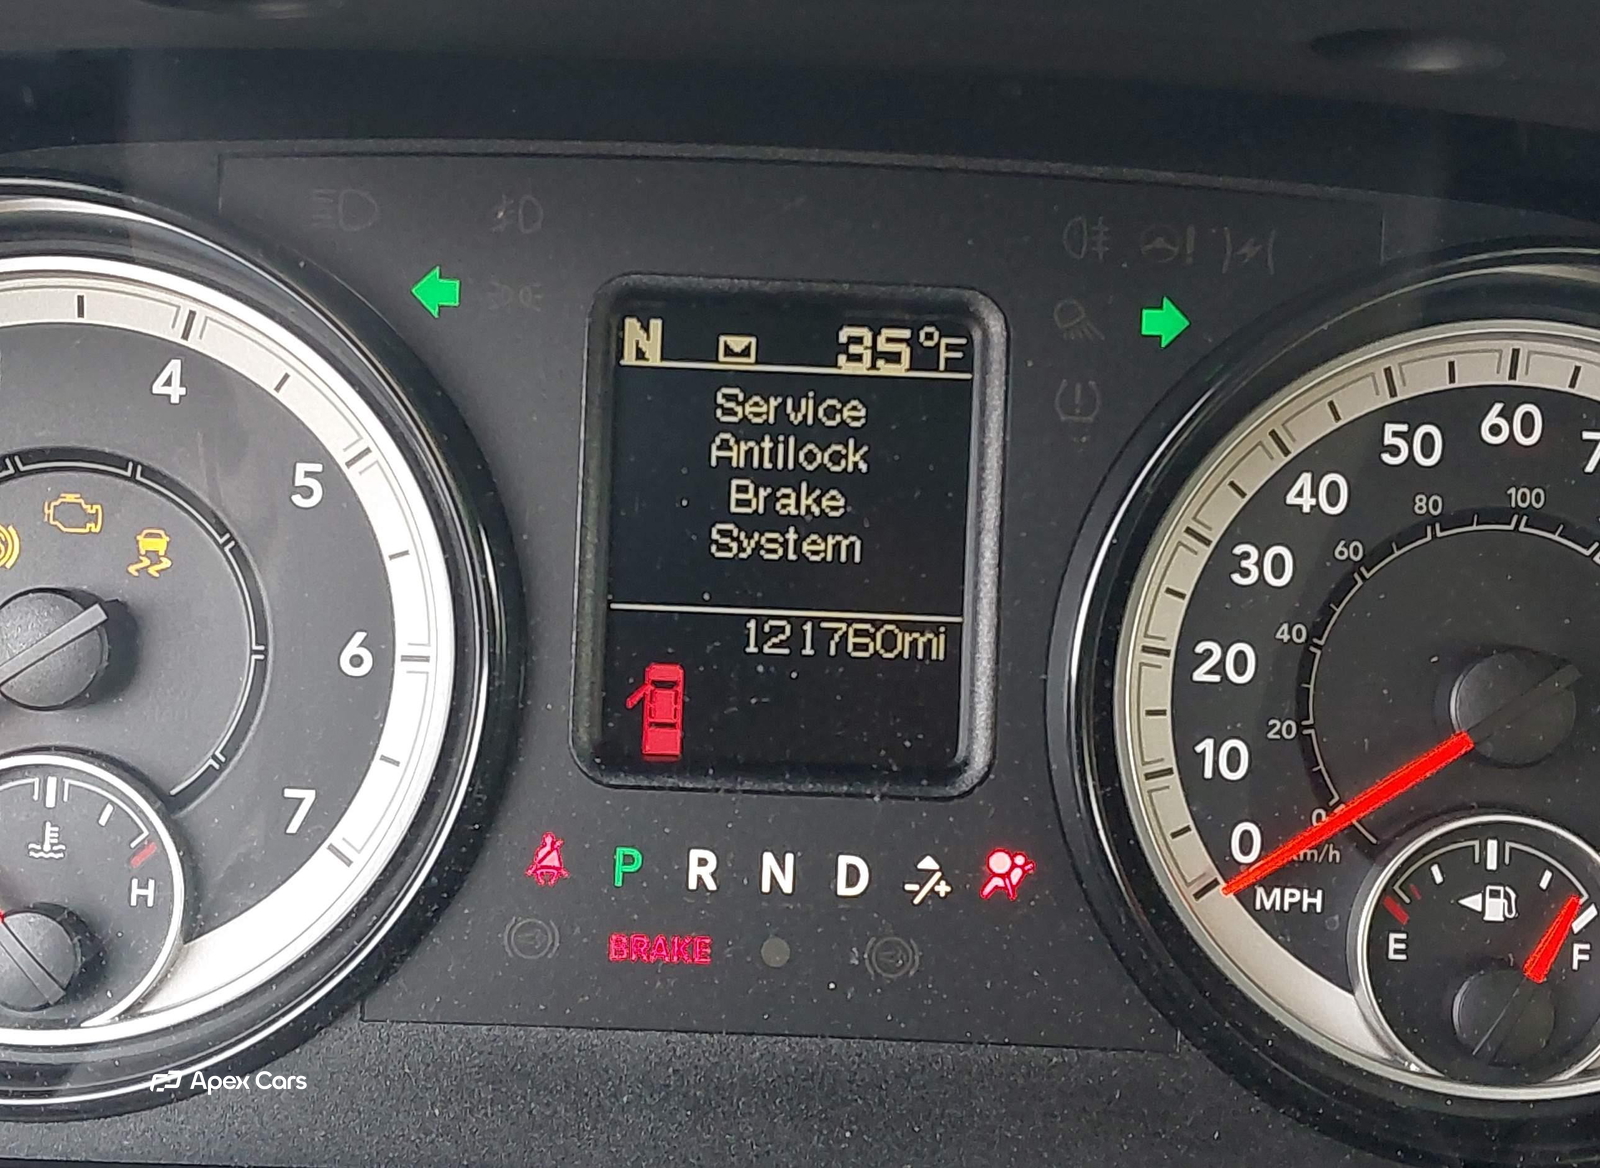 N 35°F
Service
Antilock
Brake
System
121760mi
4
5
6
7
H
P R N D -/+
BRAKE
0 10 20 30 40 50 60
0 20 40 60 80 100
km/h
MPH
E F
Apex Cars